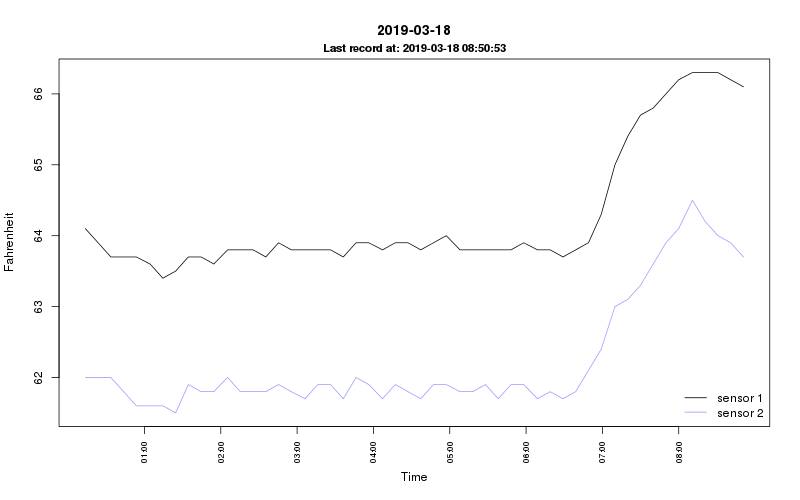 2019-03-18
Last record at: 2019-03-18 08:50:53
Fahrenheit
66
65
64
63
62
sensor 1
sensor 2
01:00 02:00 03:00 04:00 05:00 06:00 07:00 08:00
Time